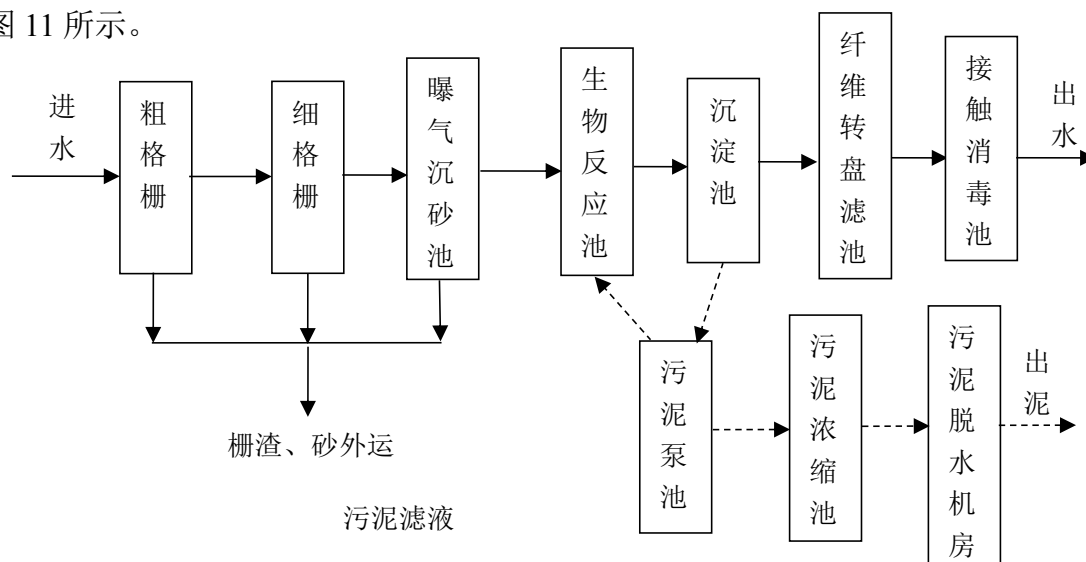 图 11 所示。
进水
粗格栅
细格栅
曝气沉砂池
生物反应池
沉淀池
纤维转盘滤池
接触消毒池
出水
污泥泵池
污泥浓缩池
污泥脱水机房
出泥
栅渣、砂外运
污泥滤液